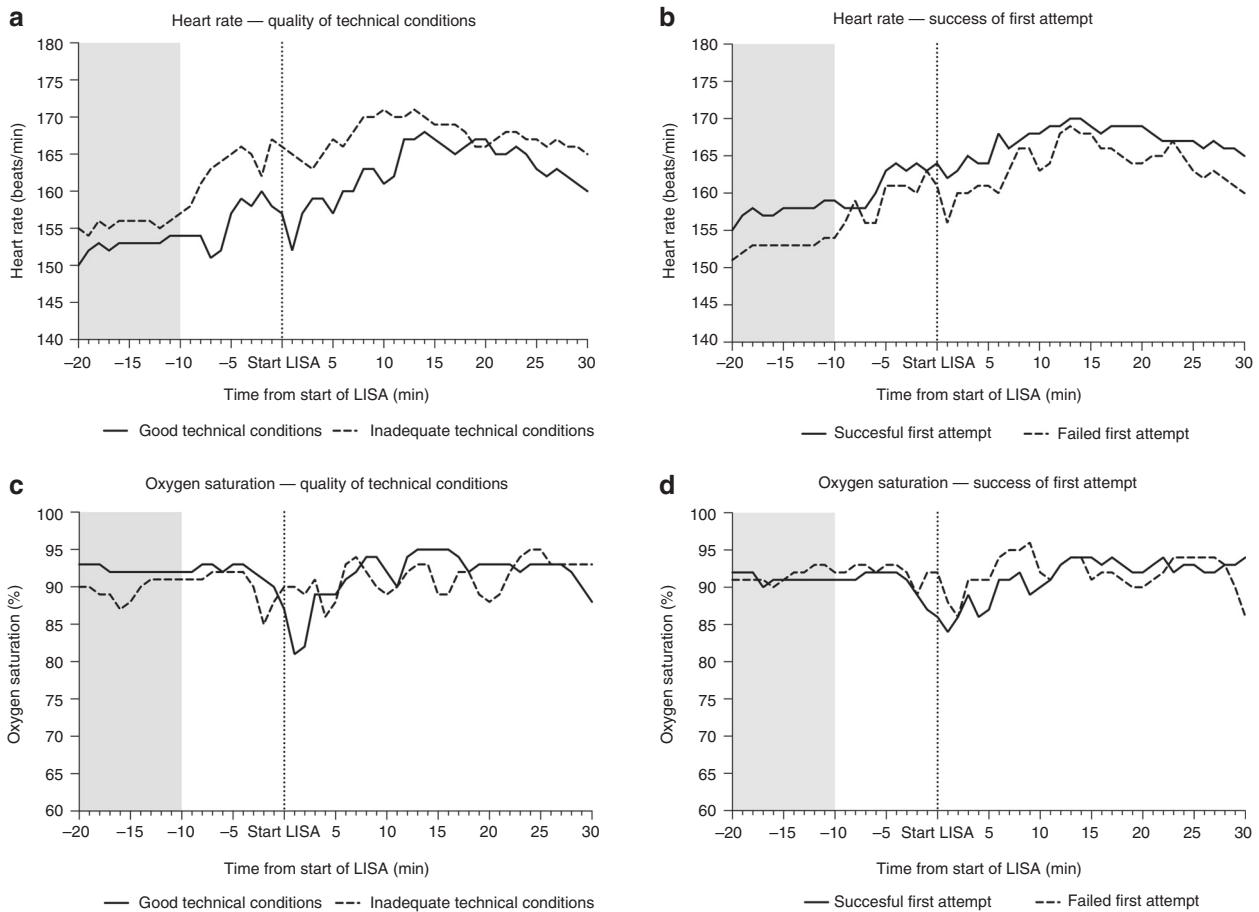 a
Heart rate — quality of technical conditions
180
175
170
165
160
155
150
145
140
Heart rate (beats/min)
–20 –15 –10 –5 Start LISA 5 10 15 20 25 30
Time from start of LISA (min)
Good technical conditions Inadequate technical conditions
b
Heart rate — success of first attempt
180
175
170
165
160
155
150
145
140
Heart rate (beats/min)
–20 –15 –10 –5 Start LISA 5 10 15 20 25 30
Time from start of LISA (min)
Succesful first attempt Failed first attempt
c
Oxygen saturation — quality of technical conditions
100
95
90
85
80
75
70
65
60
Oxygen saturation (%)
–20 –15 –10 –5 Start LISA 5 10 15 20 25 30
Time from start of LISA (min)
Good technical conditions Inadequate technical conditions
d
Oxygen saturation — success of first attempt
100
95
90
85
80
75
70
65
60
Oxygen saturation (%)
–20 –15 –10 –5 Start LISA 5 10 15 20 25 30
Time from start of LISA (min)
Succesful first attempt Failed first attempt